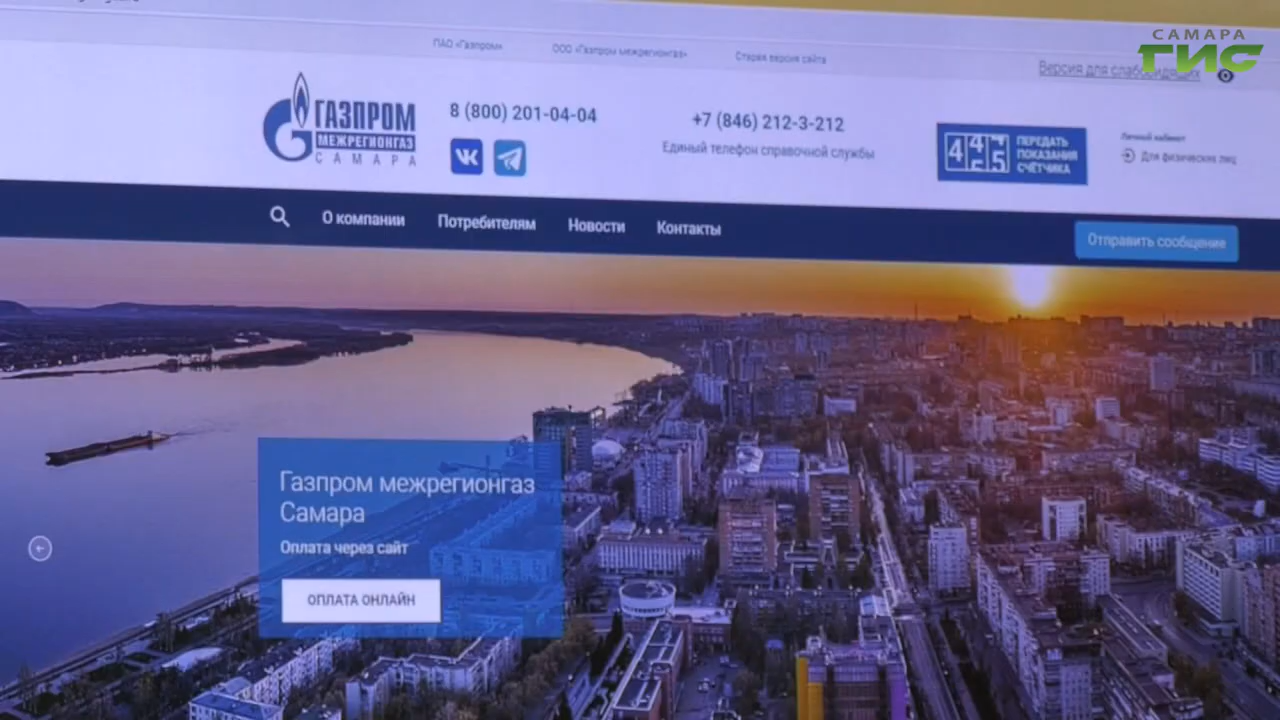 САМАРА
ГИС
ПАО «Газпром»
ООО «Газпром межрегионгаз»
Старая версия сайта
Версия для слабовидящих
ГАЗПРОМ
МЕЖРЕГИОНГАЗ
САМАРА
8 (800) 201-04-04
+7 (846) 212-3-212
Единый телефон справочной службы
ПЕРЕДАТЬ
ПОКАЗАНИЯ
СЧЁТЧИКА
Личный кабинет
Для физических лиц
О компании
Потребителям
Новости
Контакты
Отправить сообщение
Газпром межрегионгаз
Самара
Оплата через сайт
ОПЛАТА ОНЛАЙН